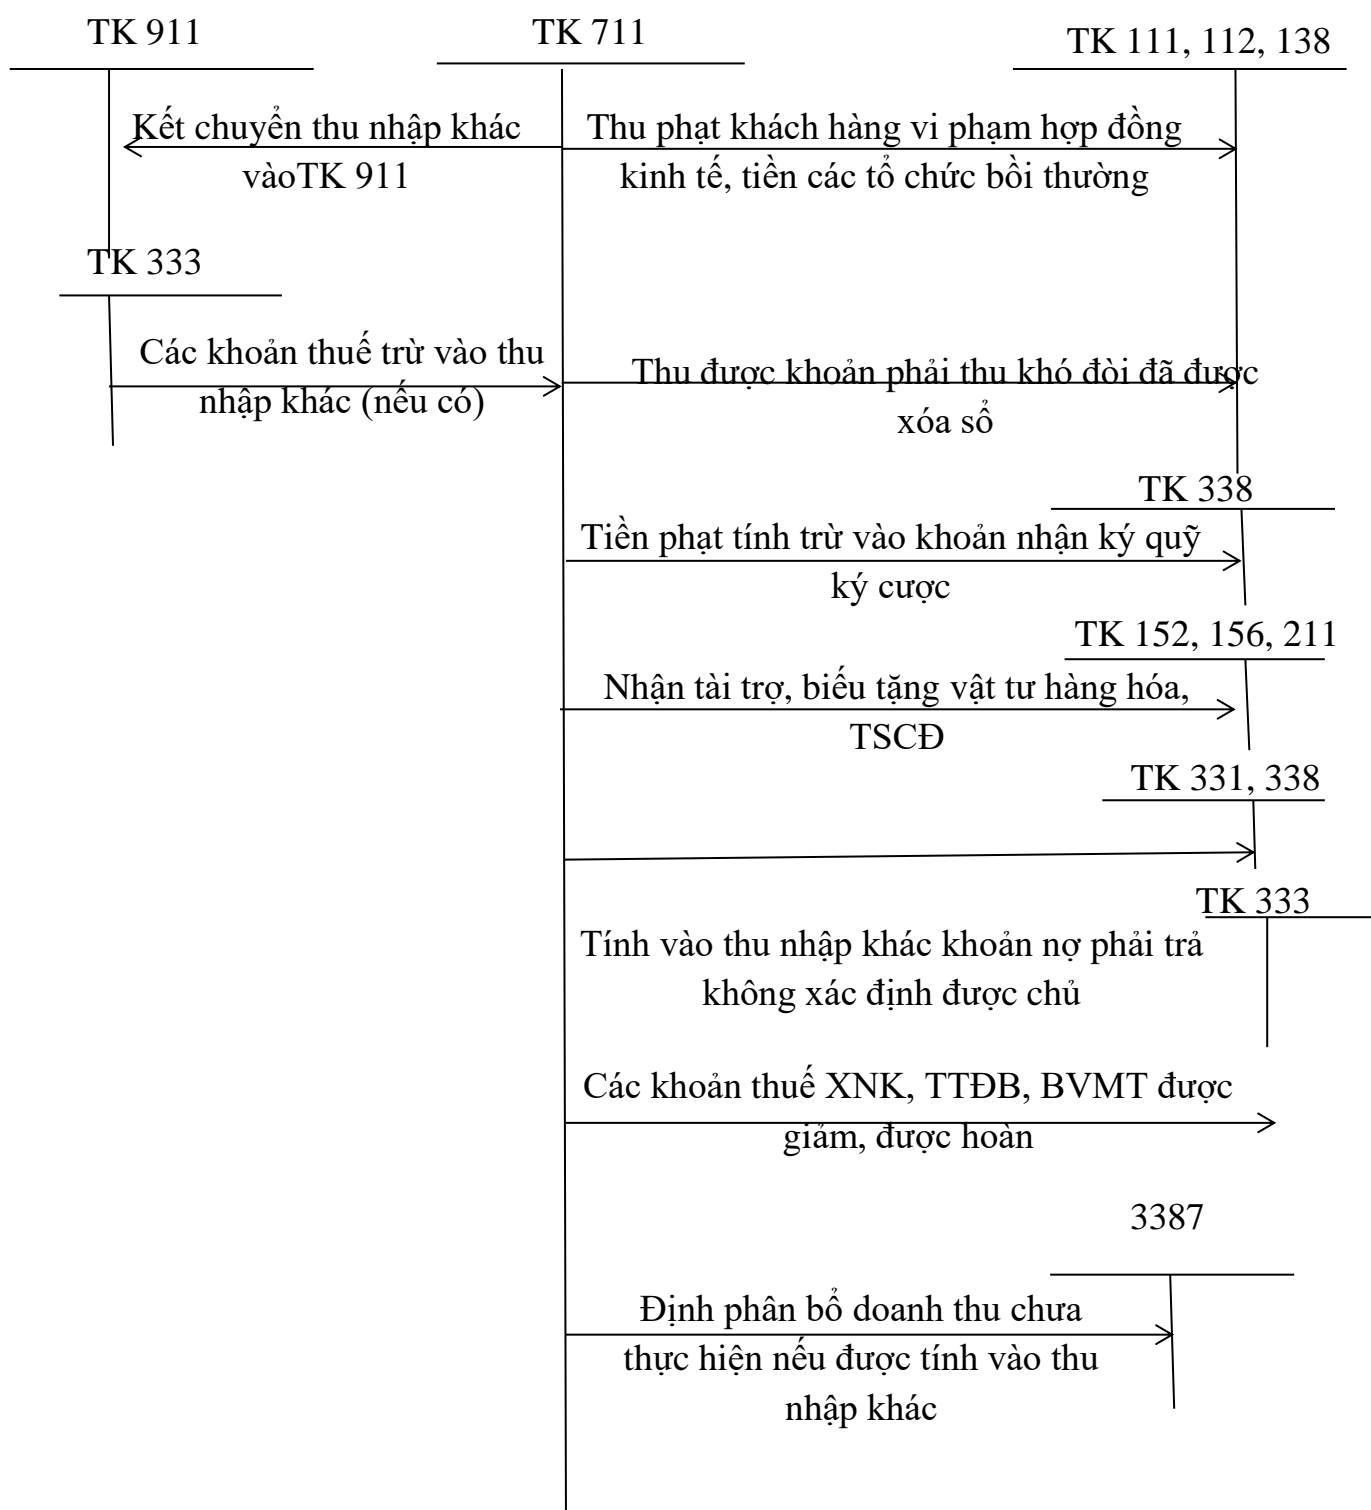 TK 911
TK 711
TK 111, 112, 138
Kết chuyển thu nhập khác
vàoTK 911
Thu phạt khách hàng vi phạm hợp đồng
kinh tế, tiền các tổ chức bồi thường
TK 333
Các khoản thuế trừ vào thu
nhập khác (nếu có)
Thu được khoản phải thu khó đòi đã được
xóa sổ
TK 338
Tiền phạt tính trừ vào khoản nhận ký quỹ
ký cược
TK 152, 156, 211
Nhận tài trợ, biếu tặng vật tư hàng hóa,
TSCĐ
TK 331, 338
TK 333
Tính vào thu nhập khác khoản nợ phải trả
không xác định được chủ
Các khoản thuế XNK, TTĐB, BVMT được
giảm, được hoàn
3387
Định phân bổ doanh thu chưa
thực hiện nếu được tính vào thu
nhập khác